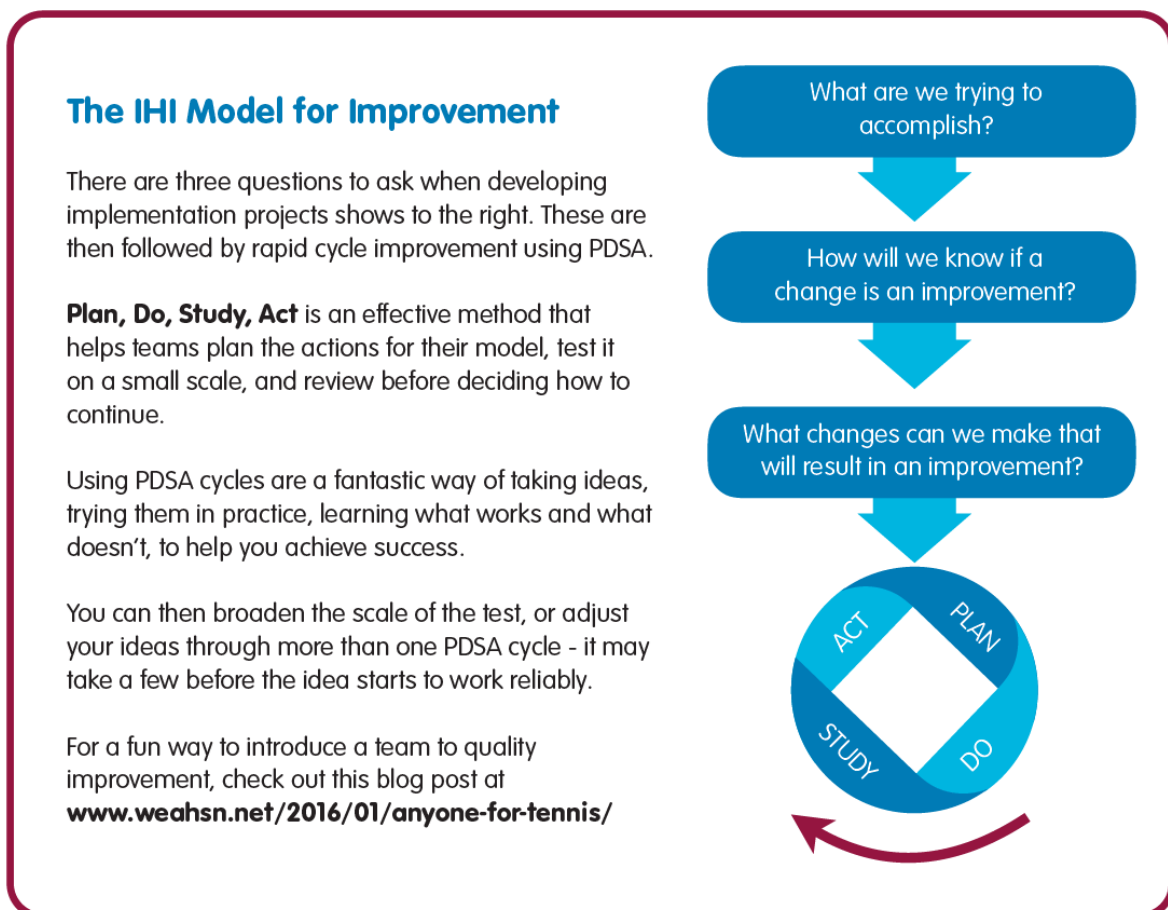 The IHI Model for Improvement
There are three questions to ask when developing
implementation projects shows to the right. These are
then followed by rapid cycle improvement using PDSA.
Plan, Do, Study, Act is an effective method that
helps teams plan the actions for their model, test it
on a small scale, and review before deciding how to
continue.
Using PDSA cycles are a fantastic way of taking ideas,
trying them in practice, learning what works and what
doesn't, to help you achieve success.
You can then broaden the scale of the test, or adjust
your ideas through more than one PDSA cycle - it may
take a few before the idea starts to work reliably.
For a fun way to introduce a team to quality
improvement, check out this blog post at
www.weahsn.net/2016/01/anyone-for-tennis/
What are we trying to
accomplish?
How will we know if a
change is an improvement?
What changes can we make that
will result in an improvement?
PLAN
DO
STUDY
ACT